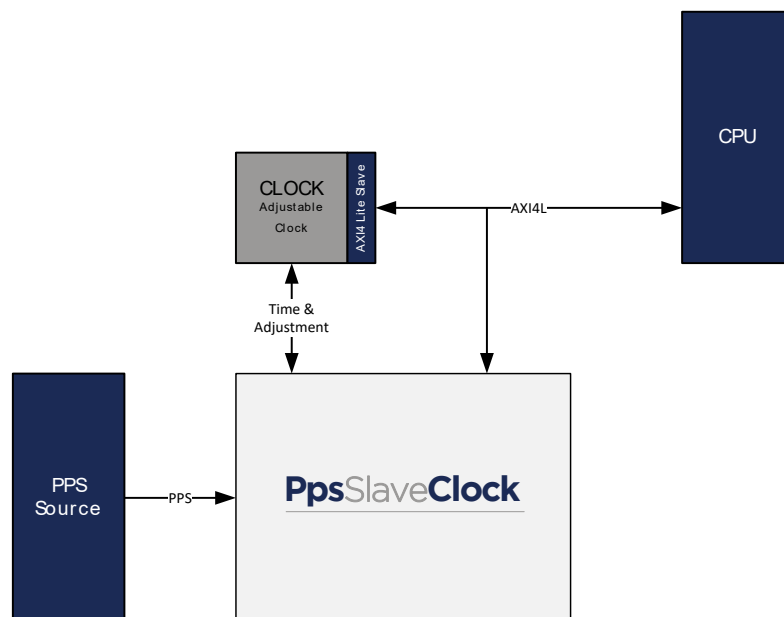 CPU
CLOCK
Adjustable
Clock
AXI4 Lite Slave
AXI4L
Time &
Adjustment
PPS
Source
PPS
PpsSlaveClock